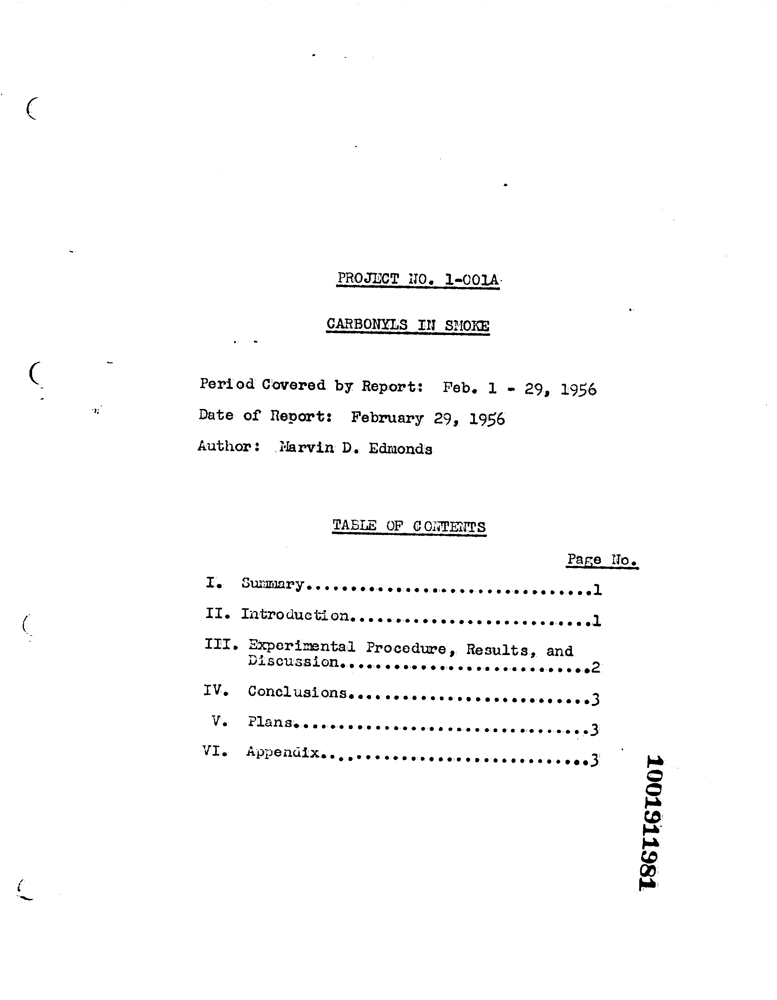 PROJECT NO. 1-001A
CARBONYLS IN SMOKE
Period Covered by Report: Feb. 1 - 29, 1956
Date of Report: February 29, 1956
Author: Marvin D. Edmonds
TABLE OF CONTENTS
Page No.
I. Summary................................1
II. Introduction...........................1
III. Experimental Procedure, Results, and
Discussion............................2
IV. Conclusions...........................3
V. Plans.................................3
VI. Appendix..............................3
1001911981